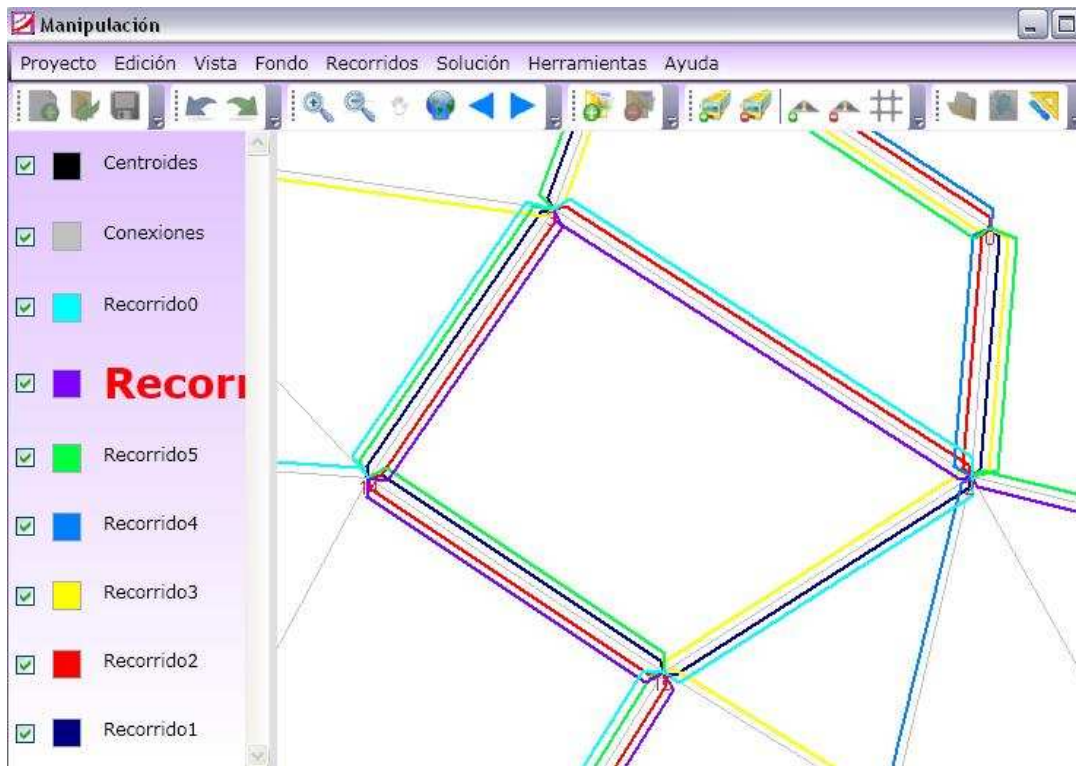 Manipulación
Proyecto Edición Vista Fondo Recorridos Solución Herramientas Ayuda
Centroides
Conexiones
Recorrido0
Recorr
Recorrido5
Recorrido4
Recorrido3
Recorrido2
Recorrido1